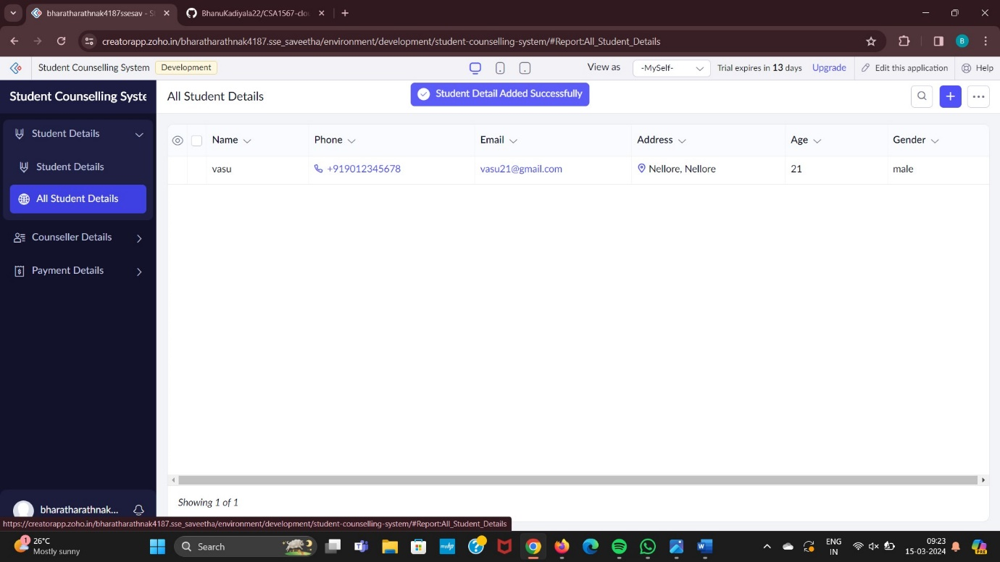 bharatharathnak4187ssesav - S
BhanuKadiyala22/CSA1567-clou
creatorapp.zoho.in/bharatharathnak4187.sse_saveetha/environment/development/student-counselling-system/#Report:All_Student_Details
B
Student Counselling System Development View as -MySelf- Trial expires in 13 days Upgrade Edit this application Help
Student Counselling Syste
All Student Details
Student Detail Added Successfully
Student Details
Student Details
All Student Details
Counseller Details
Payment Details
Name Phone Email Address Age Gender
vasu +919012345678 vasu21@gmail.com Nellore, Nellore 21 male
Showing 1 of 1
bharatharathnak...
https://creatorapp.zoho.in/bharatharathnak4187.sse_saveetha/environment/development/student-counselling-system/#Report:All_Student_Details
1
26°C
Mostly sunny
Search
myhp
ENG
IN
09:23
15-03-2024
PRE